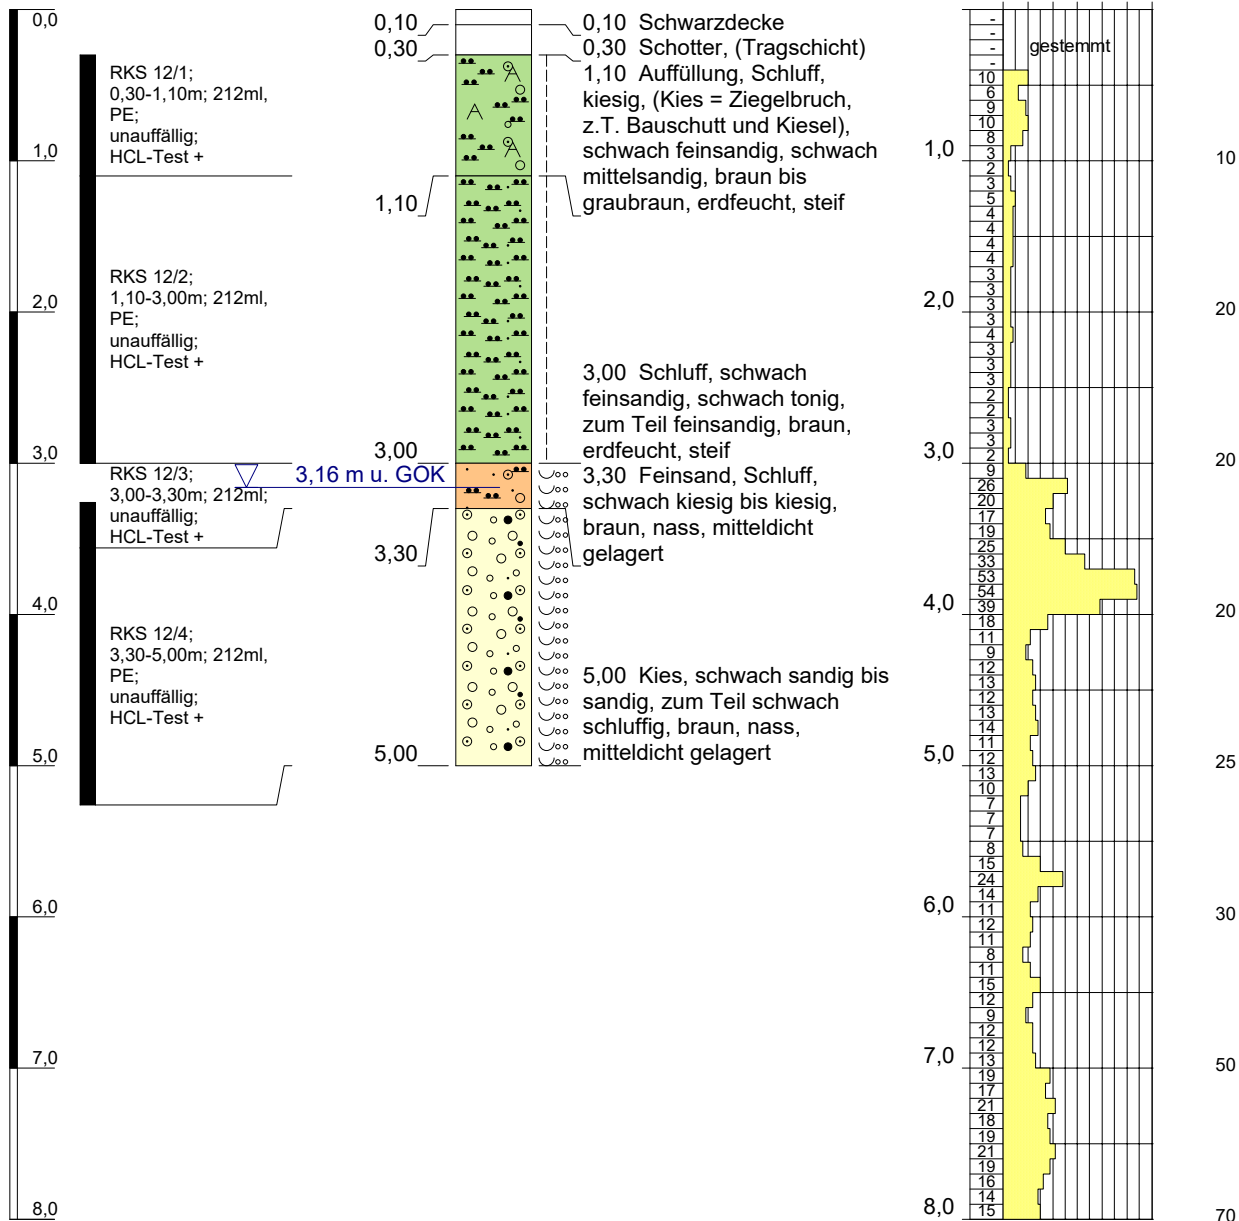 0,0
1,0
2,0
3,0
4,0
5,0
6,0
7,0
8,0
RKS 12/1;
0,30-1,10m; 212ml,
PE;
unauffällig;
HCL-Test +
RKS 12/2;
1,10-3,00m; 212ml,
PE;
unauffällig;
HCL-Test +
RKS 12/3;
3,00-3,30m; 212ml;
unauffällig;
HCL-Test +
RKS 12/4;
3,30-5,00m; 212ml,
PE;
unauffällig;
HCL-Test +
3,16 m u. GOK
0,10
0,30
1,10
3,00
3,30
5,00
A
A
A
0,10 Schwarzdecke
0,30 Schotter, (Tragschicht)
1,10 Auffüllung, Schluff,
kiesig, (Kies = Ziegelbruch,
z.T. Bauschutt und Kiesel),
schwach feinsandig, schwach
mittelsandig, braun bis
graubraun, erdfeucht, steif
3,00 Schluff, schwach
feinsandig, schwach tonig,
zum Teil feinsandig, braun,
erdfeucht, steif
3,30 Feinsand, Schluff,
schwach kiesig bis kiesig,
braun, nass, mitteldicht
gelagert
5,00 Kies, schwach sandig bis
sandig, zum Teil schwach
schluffig, braun, nass,
mitteldicht gelagert
1,0
2,0
3,0
4,0
5,0
6,0
7,0
8,0
-
-
-
-
gestemmt
10
6
9
10
8
3
2
3
5
4
4
4
4
3
3
3
3
4
3
3
3
2
2
3
3
2
9
26
20
17
19
25
33
53
54
39
18
11
9
12
13
12
13
14
11
12
13
10
7
7
7
8
15
24
14
11
12
11
8
11
15
12
9
12
12
13
19
17
21
18
19
21
19
16
14
15
10
20
20
20
25
30
50
70